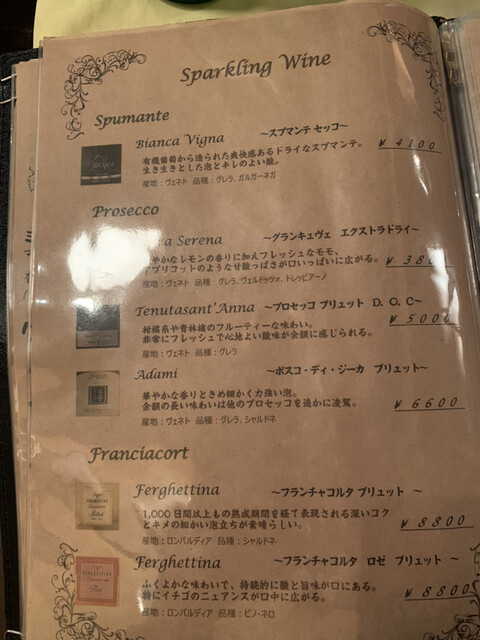 Sparkling Wine
Spumante
Bianca Vigna ～スプマンテ セッコ～
¥4100
有機葡萄から造られた爽快感あるドライなスプマンテ。
生き生きとした泡とキレのよい酸。
産地：ヴェネト 品種：グレラ、ガルガーネガ
Prosecco
Serena ～グランキュヴェ エクストラドライ～
やかなレモンの香りに加えフレッシュなモモ、
アプリコットのような甘酸っぱさが口いっぱいに広がる。
¥38
産地：ヴェネト 品種：グレラ、ヴェルドッツォ、トレッビアーノ
Tenutasant'Anna ～プロセッコ ブリュット D．O．C～
¥5000
柑橘系や青林檎のフルーティーな味わい。
非常にフレッシュで心地よい酸味が余韻に感じられる。
産地：ヴェネト 品種：グレラ
Adami ～ボスコ・ディ・ジーカ ブリュット～
華やかな香りときめ細かく力強い泡。
余韻の長い味わいは他のプロセッコを遥かに凌駕。
¥6600
産地：ヴェネト 品種：グレラ、シャルドネ
Franciacort
Ferghettina ～フランチャコルタ ブリュット ～
1,000日間以上もの熟成期間を経て表現される深いコク
とキメの細かい泡立ちが素晴らしい。
¥8800
産地：ロンバルディア 品種：シャルドネ
Ferghettina ～フランチャコルタ ロゼ ブリュット ～
ふくよかな味わいで、持続的に酸と旨味が口にある。
特にイチゴのニュアンスが口中に広がる。
¥8800
産地：ロンバルディア 品種：ピノ・ネロ